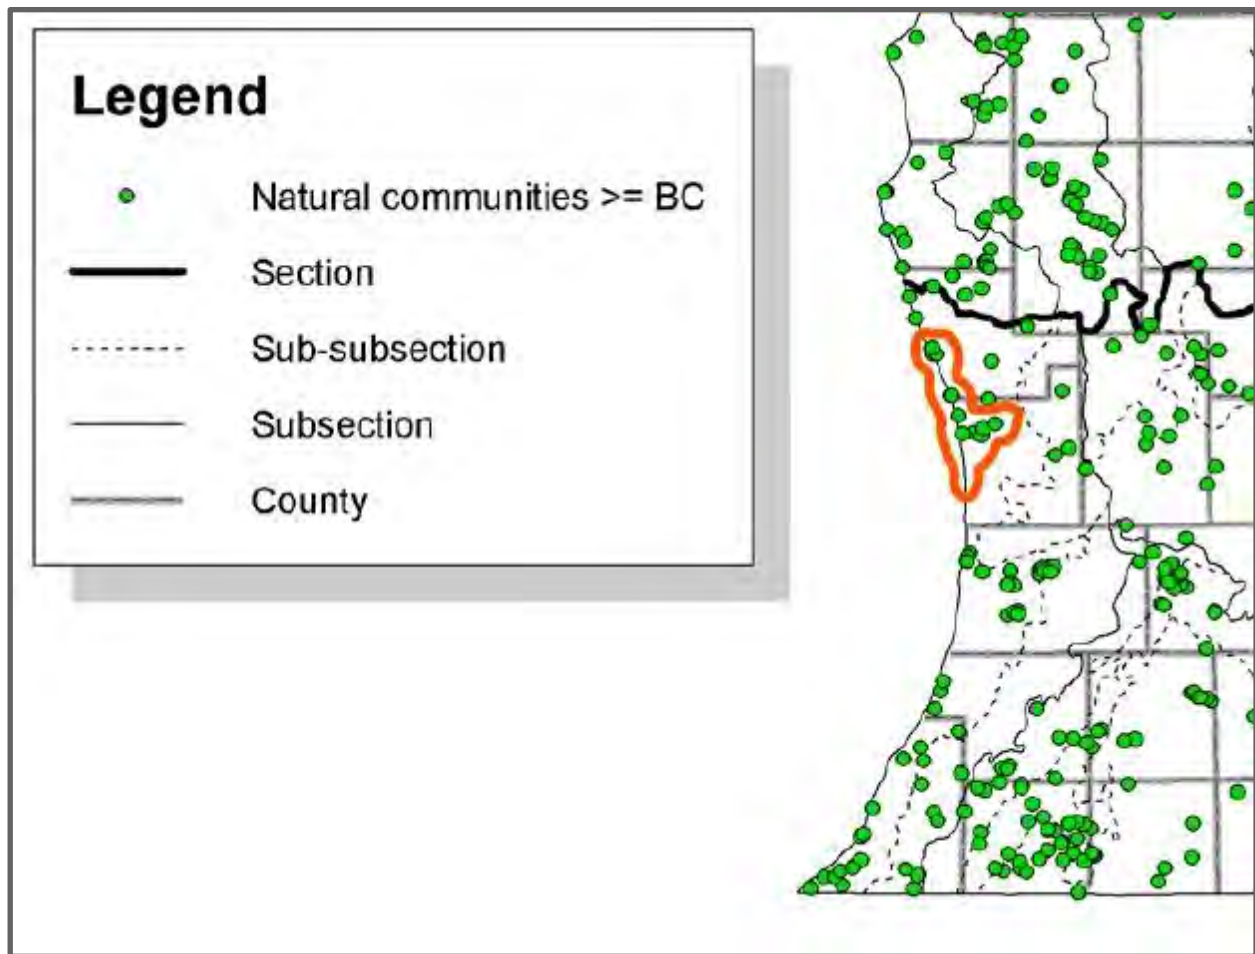 Legend
Natural communities >= BC
Section
Sub-subsection
Subsection
County